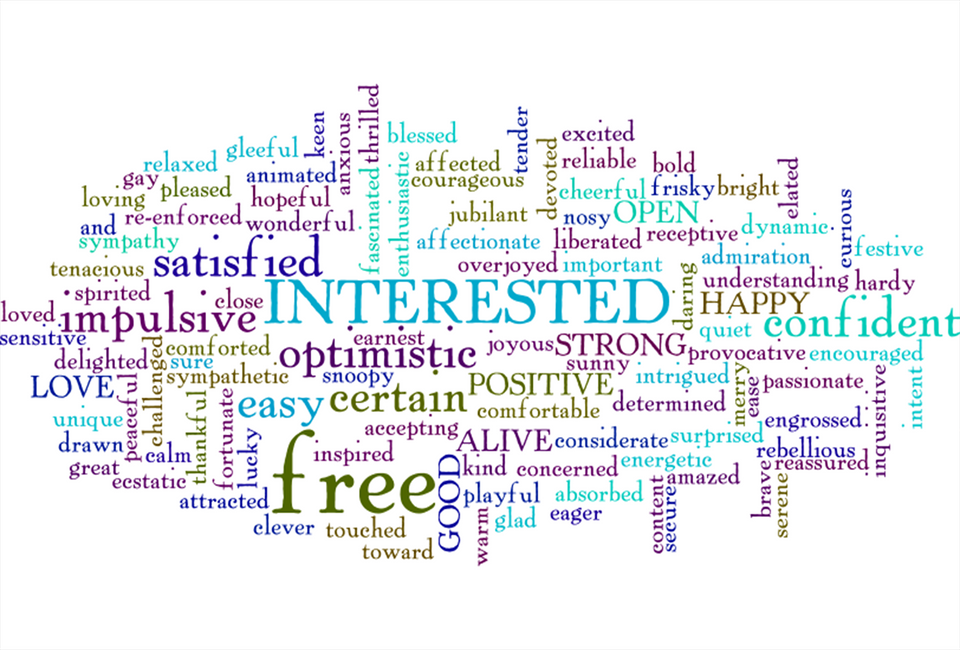 thrilled
keen
anxious
blessed
tender
excited
gleeful
relaxed
animated
affected
devoted
reliable
bold
gay
pleased
courageous
cheerful
frisky
bright
elated
loving
hopeful
fascinated
enthusiastic
jubilant
nosy
OPEN
curious
and
re-enforced
wonderful
receptive
dynamic
sympathy
affectionate
liberated
admiration
festive
tenacious
satisfied
overjoyed
important
daring
understanding
hardy
spirited
close
INTERESTED
HAPPY
loved
impulsive
quiet
confident
sensitive
earnest
joyous
STRONG
delighted
challenged
comforted
optimistic
sunny
provocative
encouraged
sure
LOVE
peaceful
sympathetic
snoopy
POSITIVE
intrigued
merry
ease
passionate
intent
unique
thankful
fortunate
easy
certain
comfortable
determined
engrossed
inquisitive
drawn
calm
lucky
accepting
ALIVE
considerate
surprised
rebellious
great
inspired
kind
concerned
energetic
reassured
ecstatic
free
GOOD
amazed
brave
serene
attracted
playful
absorbed
content
secure
clever
touched
warm
glad
eager
toward